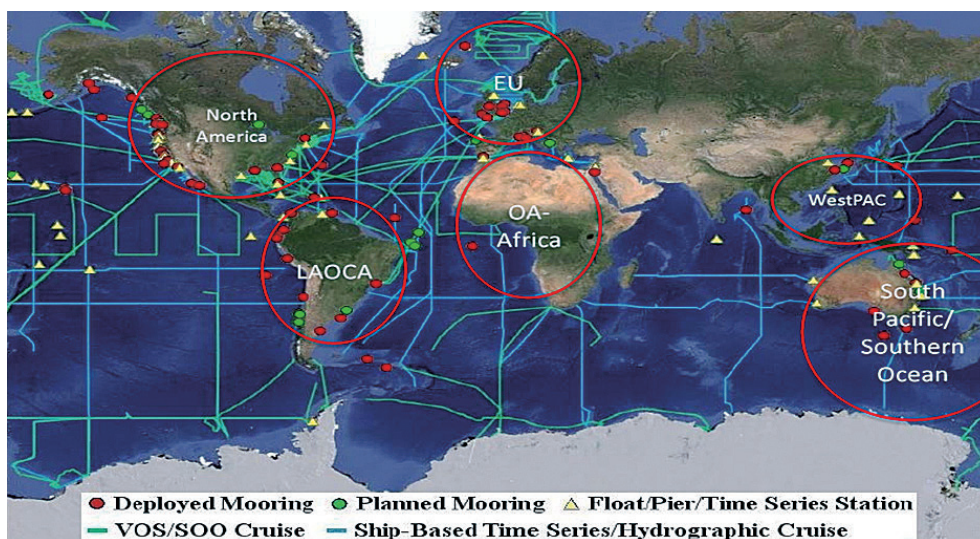 North
America
EU
OA-
Africa
WestPAC
LAOCA
South
Pacific/
Southern
Ocean
Deployed Mooring Planned Mooring Float/Pier/Time Series Station
VOS/SOO Cruise Ship-Based Time Series/Hydrographic Cruise